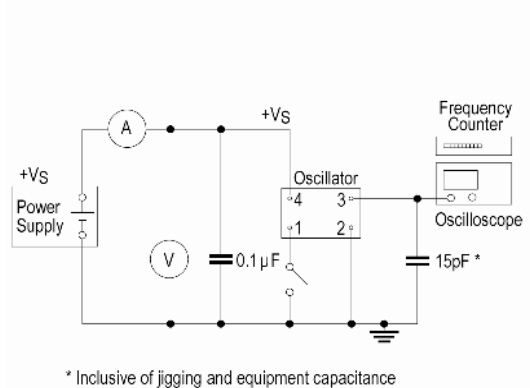 Frequency
Counter
+VS
A
+VS
Oscillator
Power
Supply
4 3
1 2
Oscilloscope
V
0.1µF
15pF *
* Inclusive of jigging and equipment capacitance